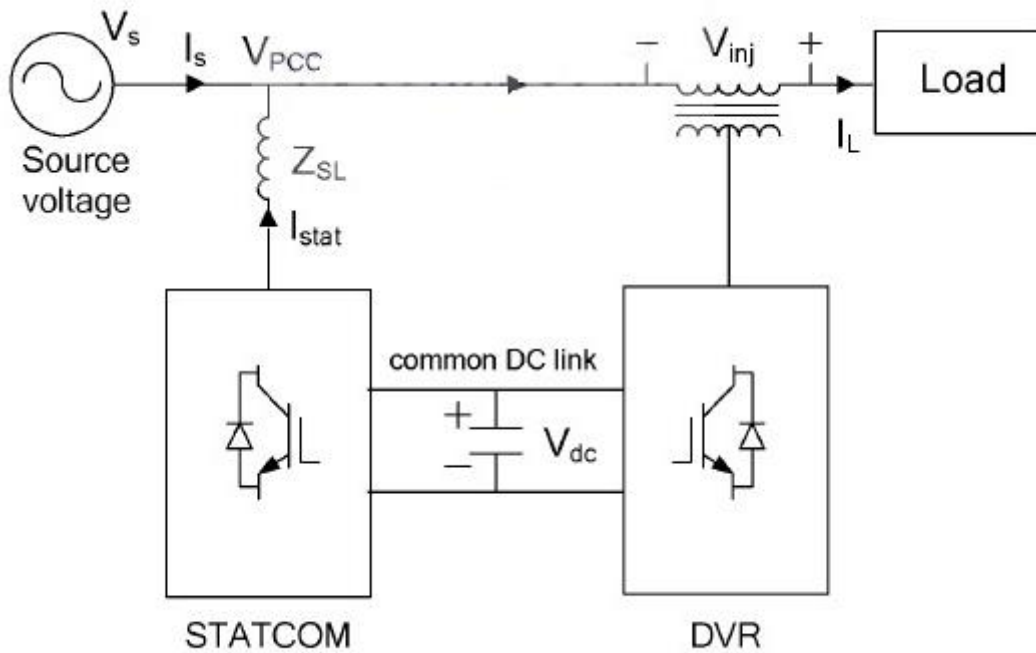 Vs
Is
VPCC
− Vinj +
Load
Source
voltage
ZSL
IL
Istat
common DC link
+
−
Vdc
STATCOM
DVR